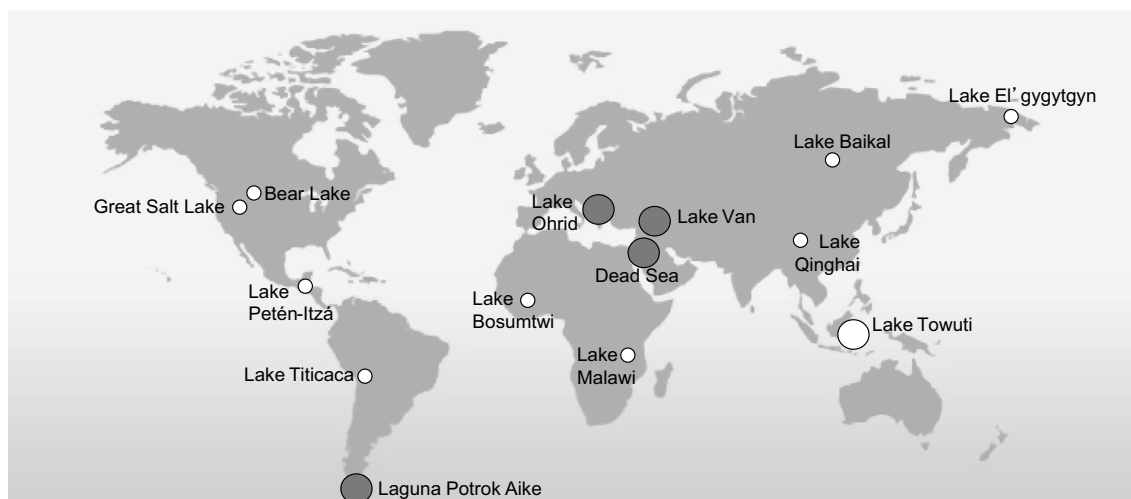 Lake El’gygytgyn
Lake Baikal
Bear Lake
Great Salt Lake
Lake
Ohrid
Lake Van
Lake
Qinghai
Dead Sea
Lake
Petén-Itzá
Lake
Bosumtwi
Lake Towuti
Lake
Malawi
Lake Titicaca
Laguna Potrok Aike